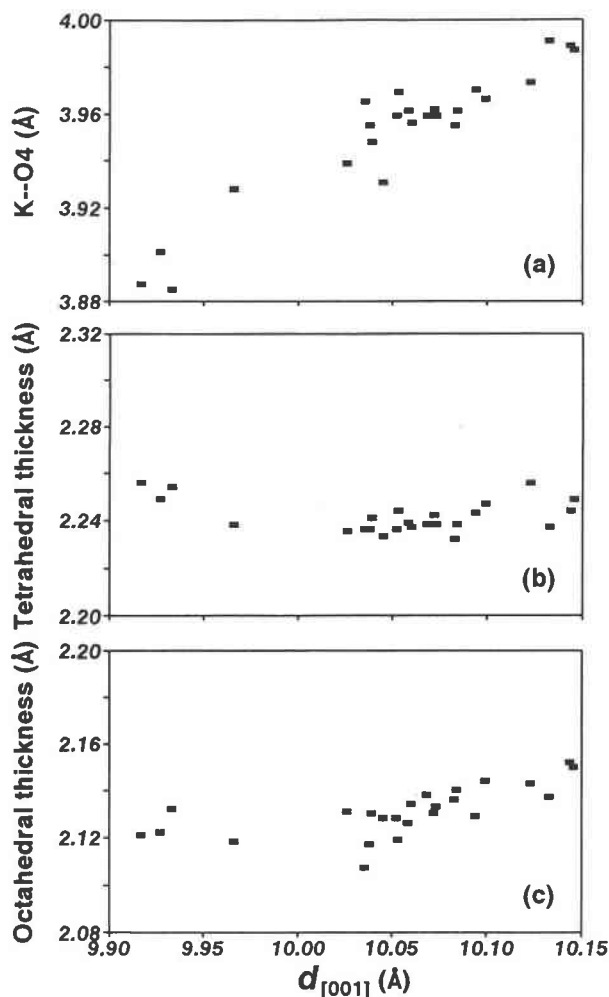 4.00
3.96
3.92
3.88
K--O4 (Å)
(a)
2.32
2.28
2.24
2.20
Tetrahedral thickness (Å)
(b)
2.20
2.16
2.12
2.08
Octahedral thickness (Å)
(c)
9.90 9.95 10.00 10.05 10.10 10.15
d[001] (Å)